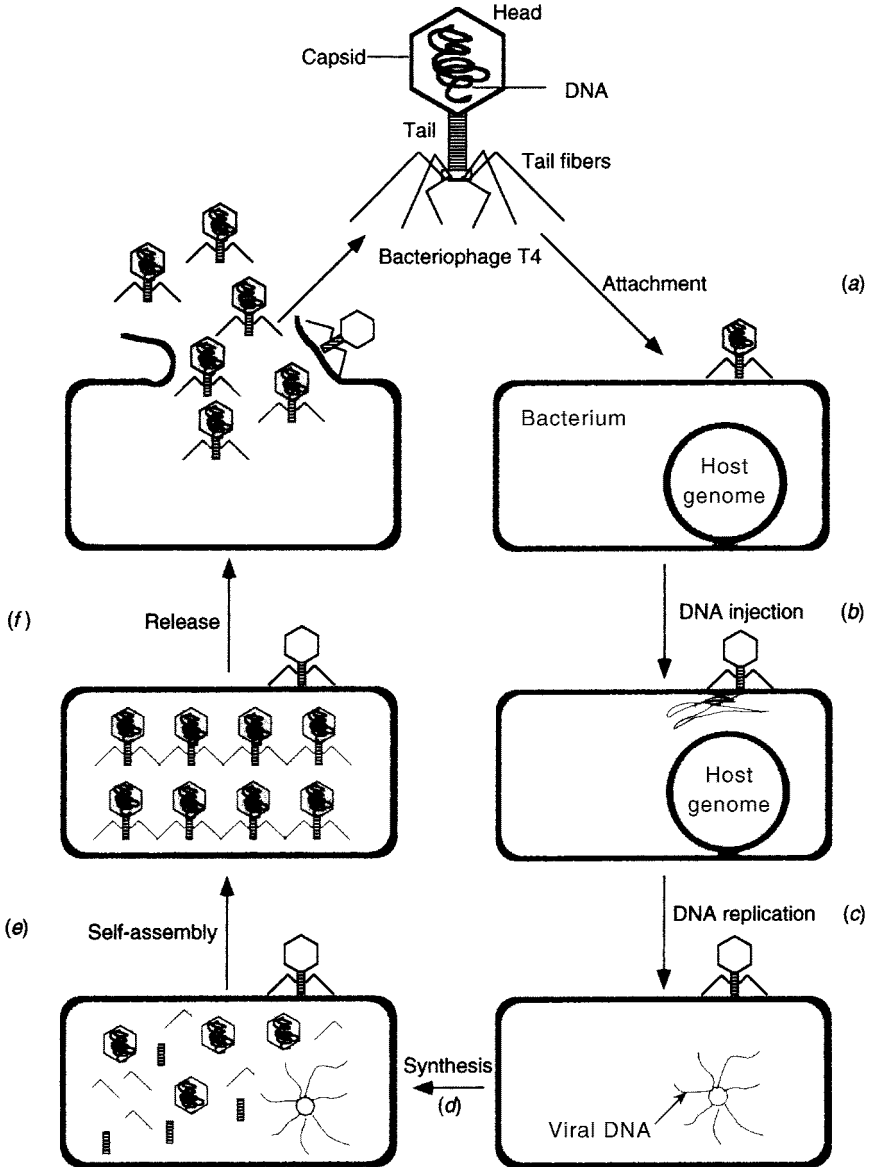 Head
Capsid
DNA
Tail
Tail fibers
Bacteriophage T4
Attachment
(a)
Bacterium
Host
genome
DNA injection
(b)
Host
genome
DNA replication
(c)
Viral DNA
Synthesis
(d)
Self-assembly
(e)
Release
(f)